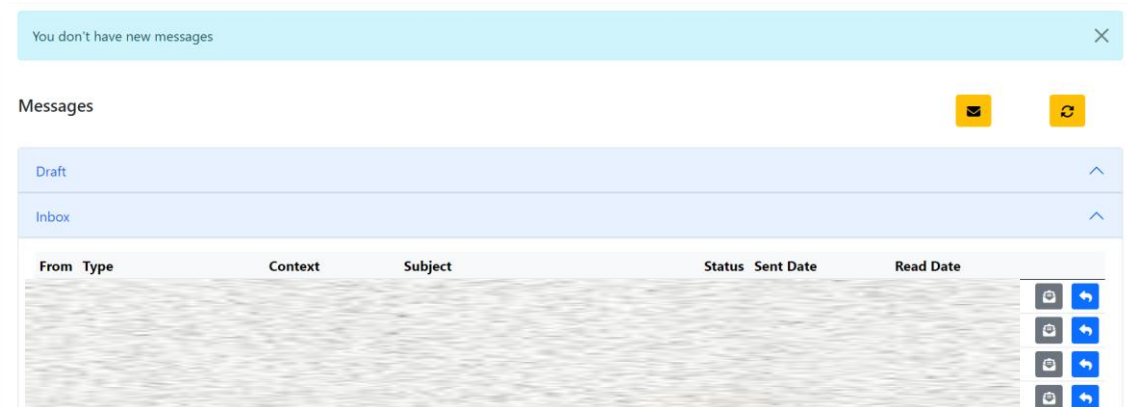 You don't have new messages
Messages
Draft
Inbox
From Type Context Subject Status Sent Date Read Date